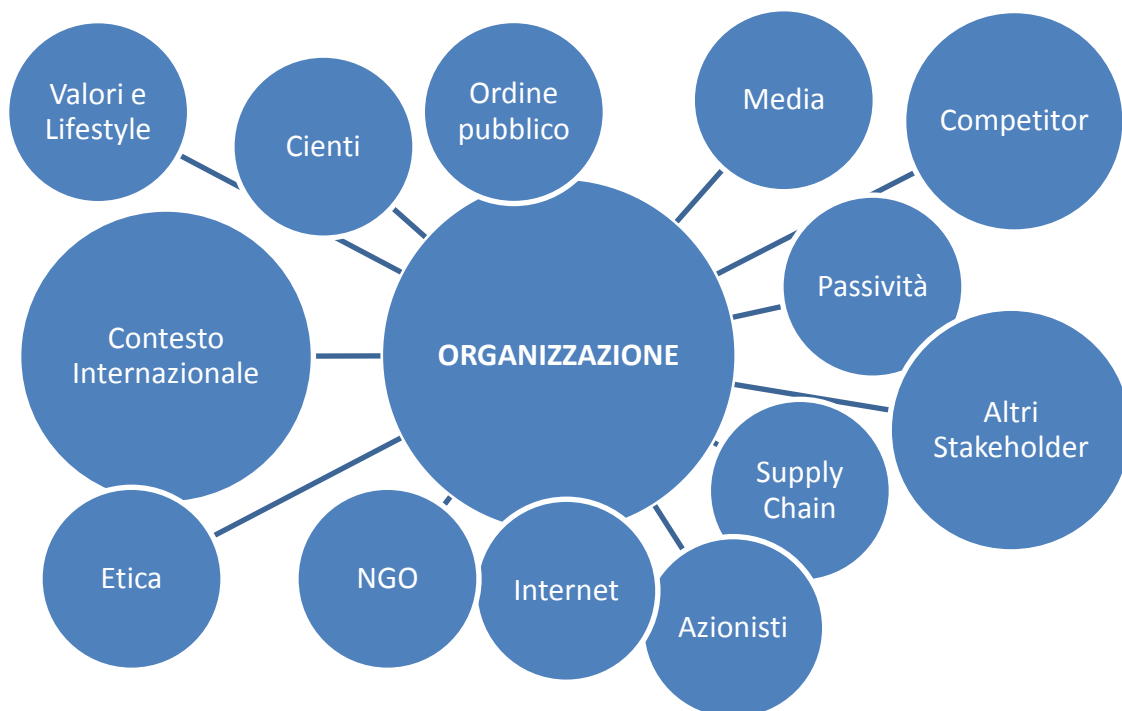 Valori e
Lifestyle
Cienti
Ordine
pubblico
Media
Competitor
Passività
Contesto
Internazionale
ORGANIZZAZIONE
Altri
Stakeholder
Supply
Chain
Etica
NGO
Internet
Azionisti